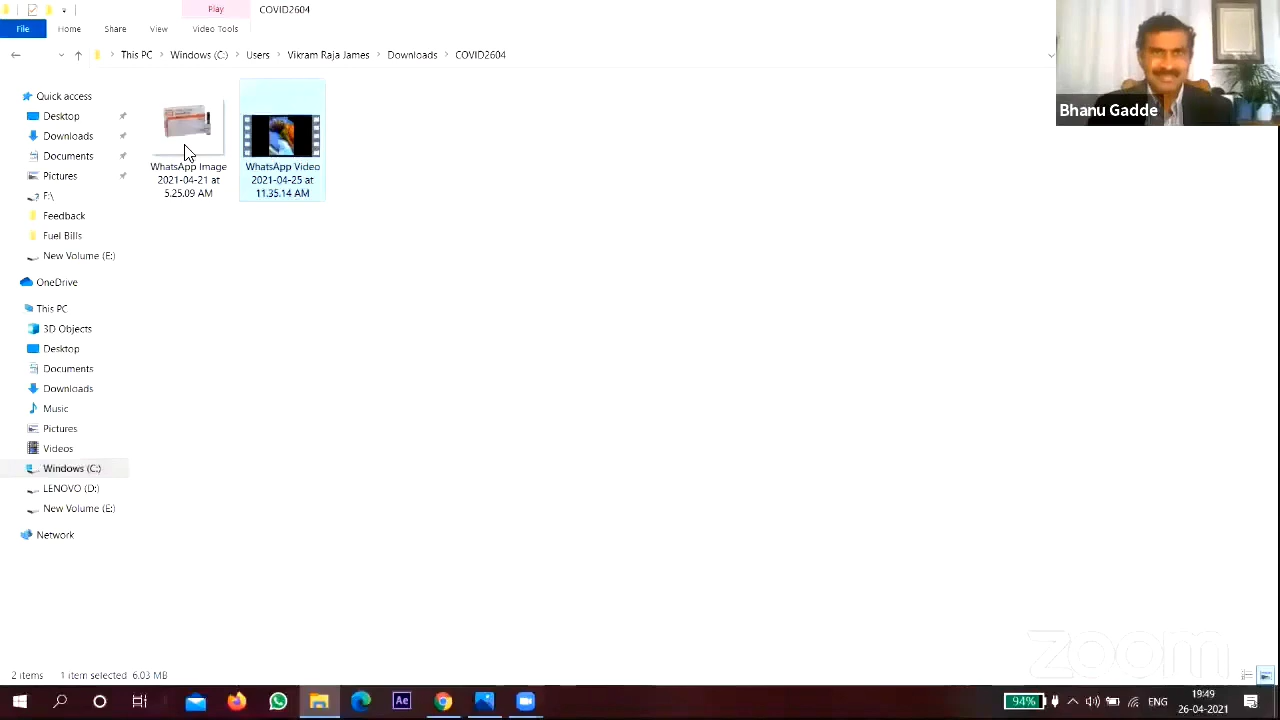 Play
COVID2604
File
Home
Share
View
Video Tools
This PC
Windows (C:)
Users
Vikram Raja James
Downloads
COVID2604
Bhanu Gadde
Quick access
Desktop
Downloads
Documents
Pictures
F:\
Feedback
Fuel Bills
New Volume (E:)
OneDrive
This PC
3D Objects
Desktop
Documents
Downloads
Music
Pictures
Videos
Windows (C:)
LENOVO (D:)
New Volume (E:)
Network
WhatsApp Image
2021-04-21 at
5.25.09 AM
WhatsApp Video
2021-04-25 at
11.35.14 AM
zoom
2 items 1 item selected 6.03 MB
Ae
94%
ENG
19:49
26-04-2021